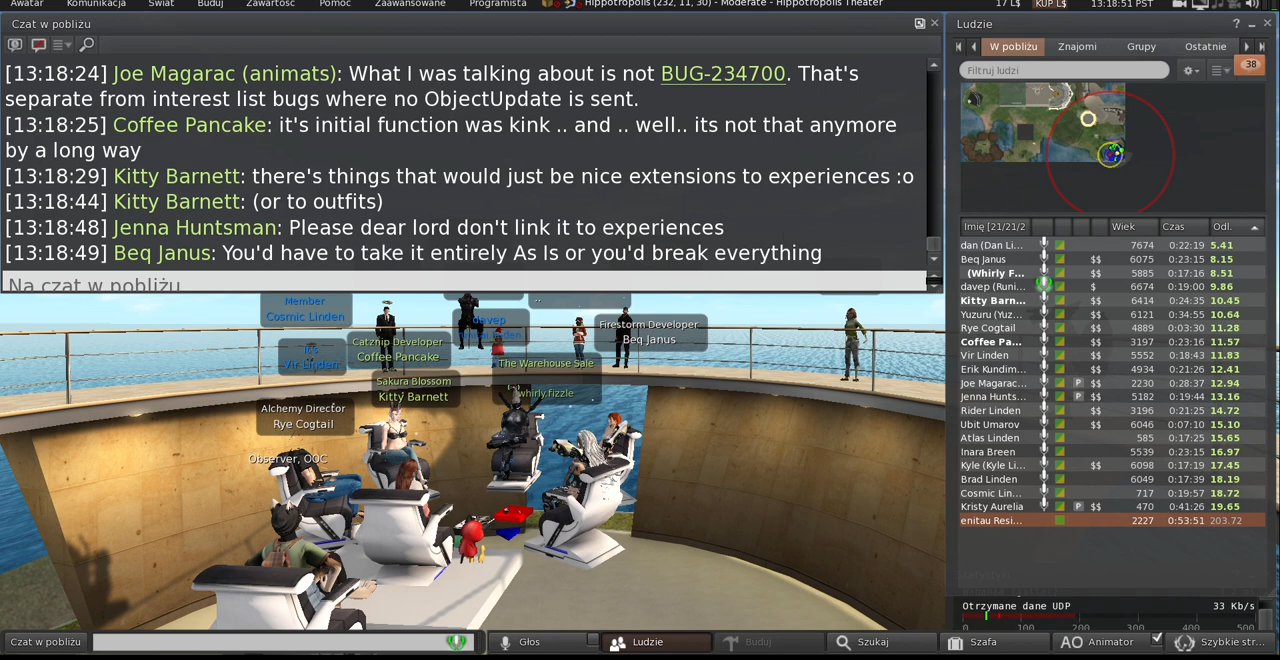 Awatar Komunikacja Świat Buduj Zawartość Pomoc Zaawansowane Programista Hippotropolis (232, 11, 30) - Moderate - Hippotropolis Theater 17 L$ KUP L$ 13:18:51 PST
Czat w pobliżu
[13:18:24] Joe Magarac (animats): What I was talking about is not BUG-234700. That's
separate from interest list bugs where no ObjectUpdate is sent.
[13:18:25] Coffee Pancake: it's initial function was kink .. and .. well.. its not that anymore
by a long way
[13:18:29] Kitty Barnett: there's things that would just be nice extensions to experiences :o
[13:18:44] Kitty Barnett: (or to outfits)
[13:18:48] Jenna Huntsman: Please dear lord don't link it to experiences
[13:18:49] Beq Janus: You'd have to take it entirely As Is or you'd break everything
Na czat w pobliżu
Ludzie
W pobliżu Znajomi Grupy Ostatnie
Filtruj ludzi
38
Imię [21/21/2 Wiek Czas Odl.
dan (Dan Li... 7674 0:22:19 5.41
Beq Janus $$ 6075 0:23:15 8.15
(Whirly F... $$ 5885 0:17:16 8.51
davep (Runi... $ 6674 0:19:00 9.86
Kitty Barn... $$ 6414 0:24:35 10.45
Yuzuru (Yuz... $$ 6121 0:34:55 10.64
Rye Cogtail $$ 4889 0:03:30 11.28
Coffee Pa... $$ 3197 0:23:16 11.57
Vir Linden $$ 5552 0:18:43 11.83
Erik Kundim... $$ 4934 0:21:26 12.41
Joe Magarac... P $$ 2230 0:28:37 12.94
Jenna Hunts... P $$ 5182 0:19:44 13.16
Rider Linden $$ 3196 0:21:25 14.72
Ubit Umarov $$ 6046 0:07:10 15.10
Atlas Linden 585 0:17:25 15.65
Inara Breen 5539 0:23:15 16.97
Kyle (Kyle Li... $$ 6098 0:17:19 17.45
Brad Linden 6049 0:17:39 18.19
Cosmic Lin... 717 0:19:57 18.72
Kristy Aurelia P $$ 470 0:41:26 19.65
enitau Resi... 2227 0:53:51 203.72
Member
Cosmic Linden
It's
Vir Linden
Catznip Developer
Coffee Pancake
davep
Linden
Firestorm Developer
Beq Janus
The Warehouse Sale
whirly.fizzle
Sakura Blossom
Kitty Barnett
Alchemy Director
Rye Cogtail
Observer, OOC
Otrzymane dane UDP 33 Kb/s
0 100 200 300 400 500
Czat w pobliżu Głos Ludzie Buduj Szukaj Szafa AO Animator Szybkie str...